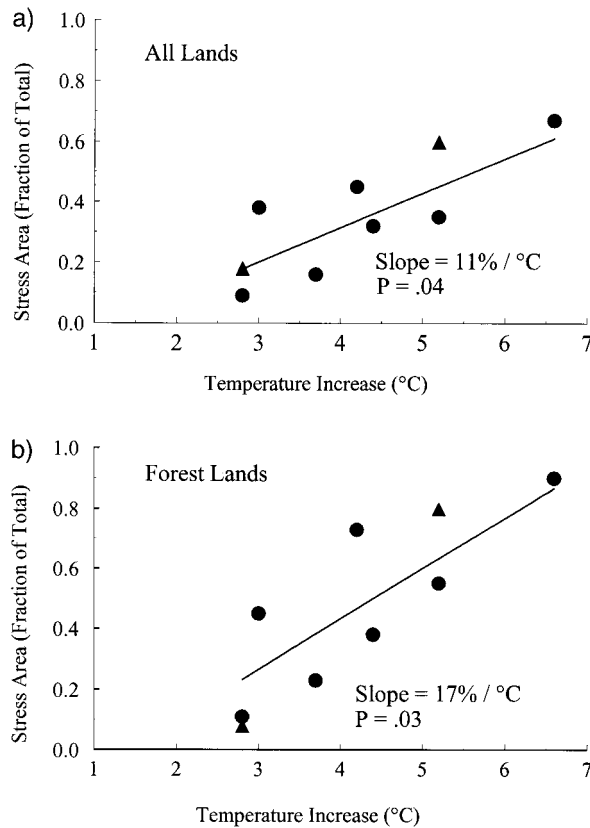 a)
All Lands
Stress Area (Fraction of Total)
1.0
0.8
0.6
0.4
0.2
0.0
Slope = 11% / °C
P = .04
1 2 3 4 5 6 7
Temperature Increase (°C)
b)
Forest Lands
Stress Area (Fraction of Total)
1.0
0.8
0.6
0.4
0.2
0.0
Slope = 17% / °C
P = .03
1 2 3 4 5 6 7
Temperature Increase (°C)